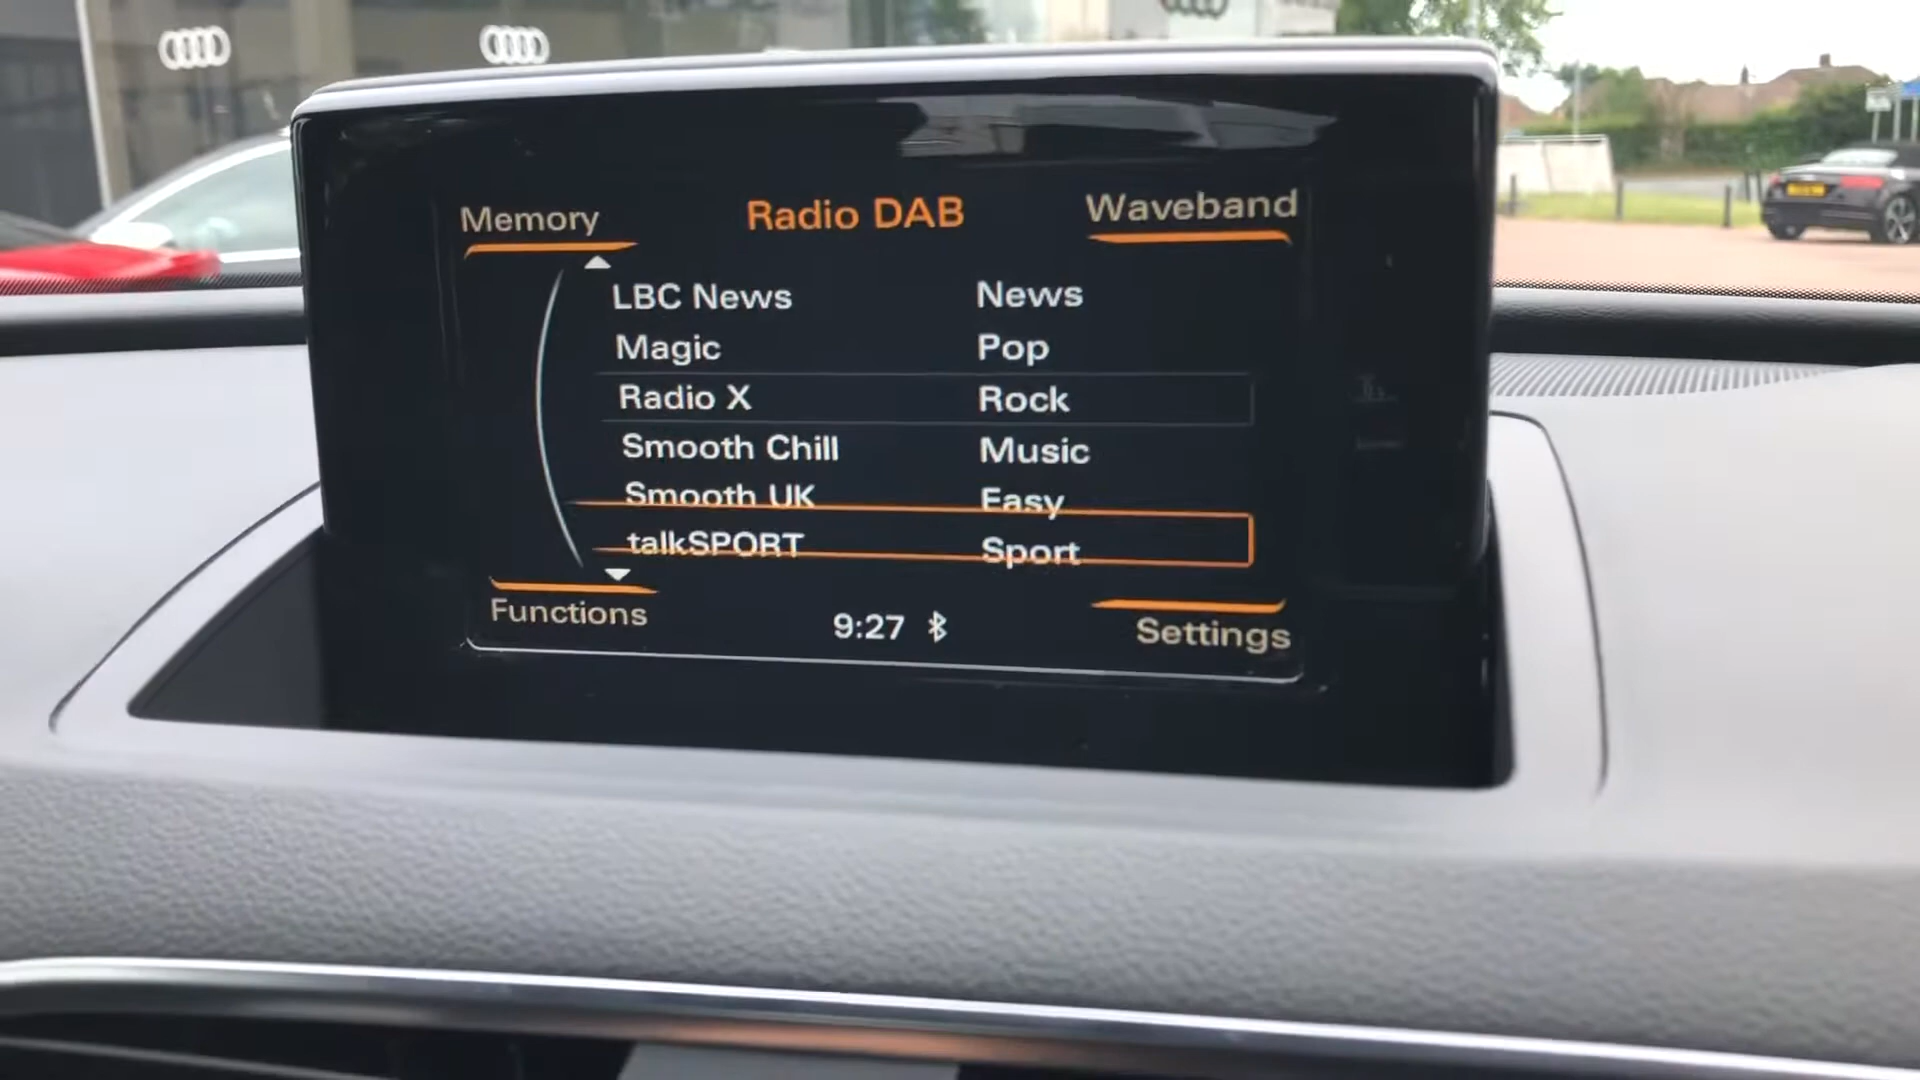 Memory Radio DAB Waveband
LBC News News
Magic Pop
Radio X Rock
Smooth Chill Music
Smooth UK Easy
talkSPORT Sport
Functions 9:27 Settings